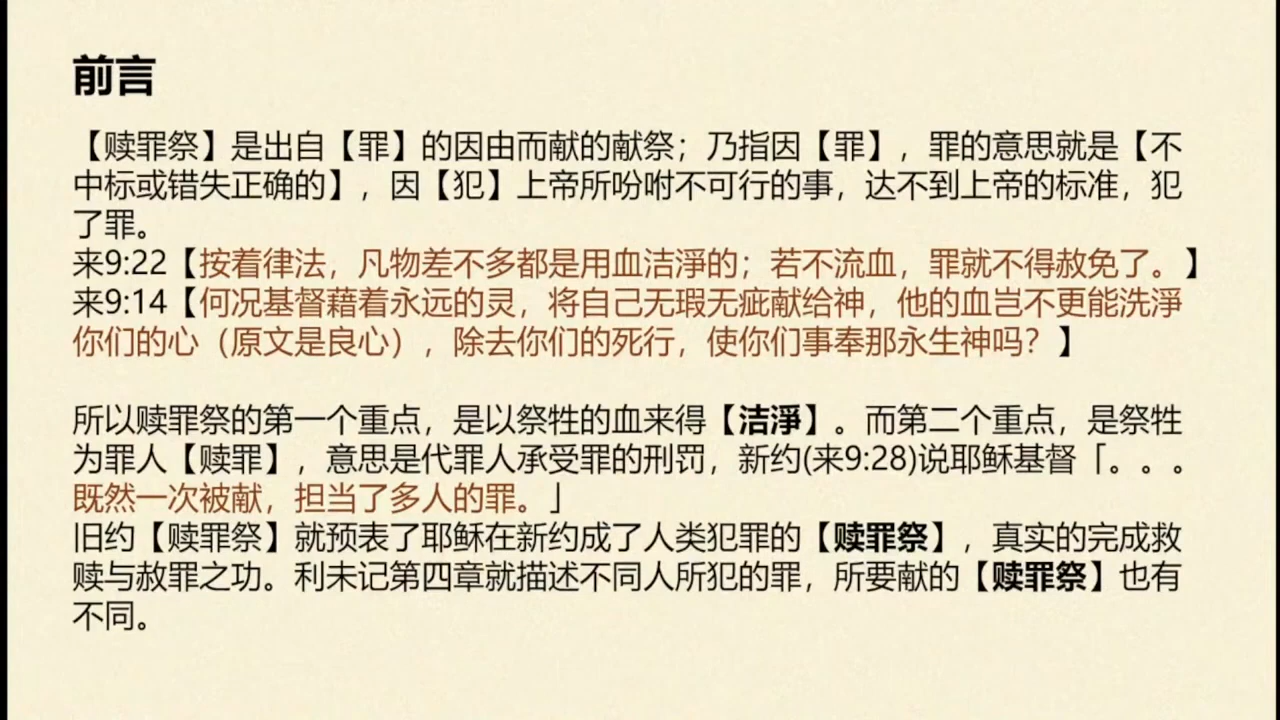 前言
【赎罪祭】是出自【罪】的因由而献的献祭；乃指因【罪】，罪的意思就是【不
中标或错失正确的】，因【犯】上帝所吩咐不可行的事，达不到上帝的标准，犯
了罪。
来9:22【按着律法，凡物差不多都是用血洁淨的；若不流血，罪就不得赦免了。】
来9:14【何况基督藉着永远的灵，将自己无瑕无疵献给神，他的血岂不更能洗淨
你们的心（原文是良心），除去你们的死行，使你们事奉那永生神吗？】
所以赎罪祭的第一个重点，是以祭牲的血来得【洁淨】。而第二个重点，是祭牲
为罪人【赎罪】，意思是代罪人承受罪的刑罚，新约(来9:28)说耶稣基督「。。。
既然一次被献，担当了多人的罪。」
旧约【赎罪祭】就预表了耶稣在新约成了人类犯罪的【赎罪祭】，真实的完成救
赎与赦罪之功。利未记第四章就描述不同人所犯的罪，所要献的【赎罪祭】也有
不同。